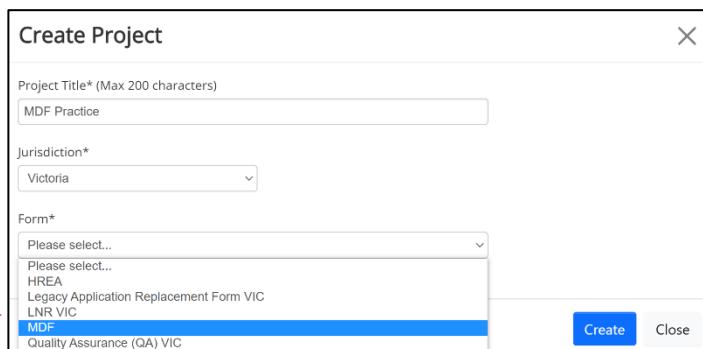 Create Project
Project Title* (Max 200 characters)
MDF Practice
Jurisdiction*
Victoria
Form*
Please select...
Please select...
HREA
Legacy Application Replacement Form VIC
LNR VIC
MDF
Quality Assurance (QA) VIC
Create Close